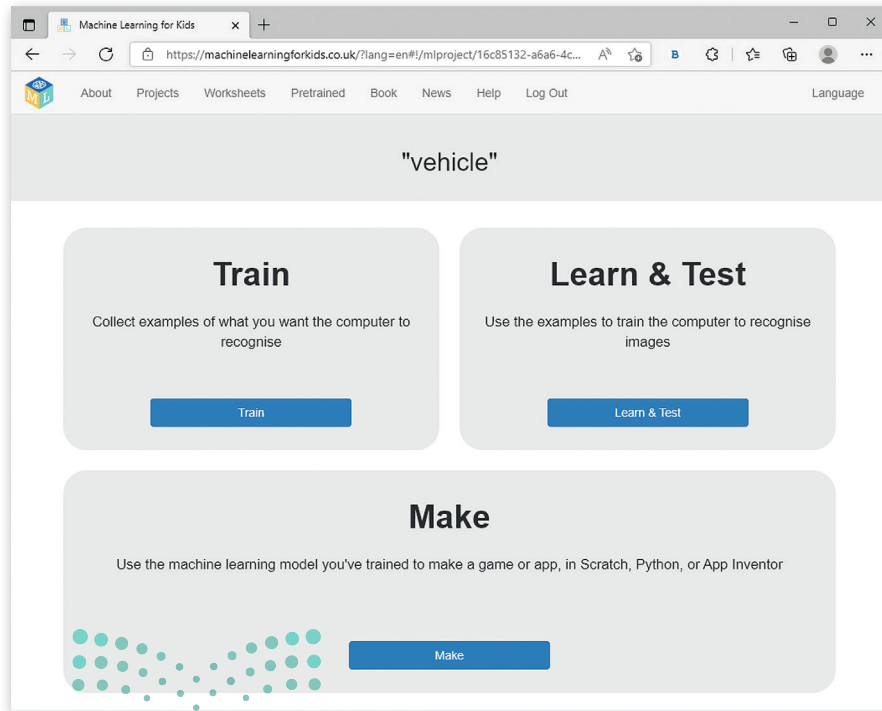 Machine Learning for Kids
https://machinelearningforkids.co.uk/?lang=en#!/mlproject/16c85132-a6a6-4c...
B
ML
About Projects Worksheets Pretrained Book News Help Log Out Language
"vehicle"
Train
Collect examples of what you want the computer to
recognise
Train
Learn & Test
Use the examples to train the computer to recognise
images
Learn & Test
Make
Use the machine learning model you've trained to make a game or app, in Scratch, Python, or App Inventor
Make